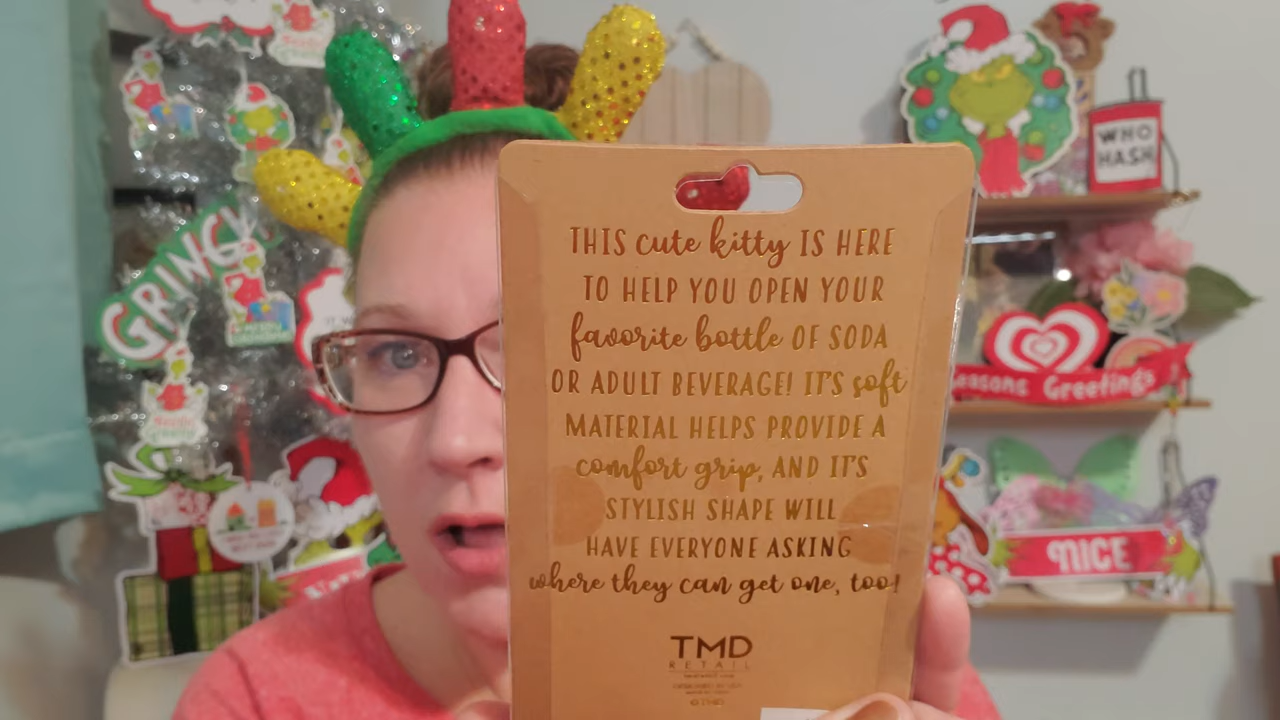 GRINCH
WHO
HASH
Seasons Greetings
NICE
THIS cute kitty IS HERE
TO HELP YOU OPEN YOUR
favorite bottle OF SODA
OR ADULT BEVERAGE! IT'S soft
MATERIAL HELPS PROVIDE A
comfort grip, AND IT'S
STYLISH SHAPE WILL
HAVE EVERYONE ASKING
where they can get one, too!
TMD
RETAIL
© TMD